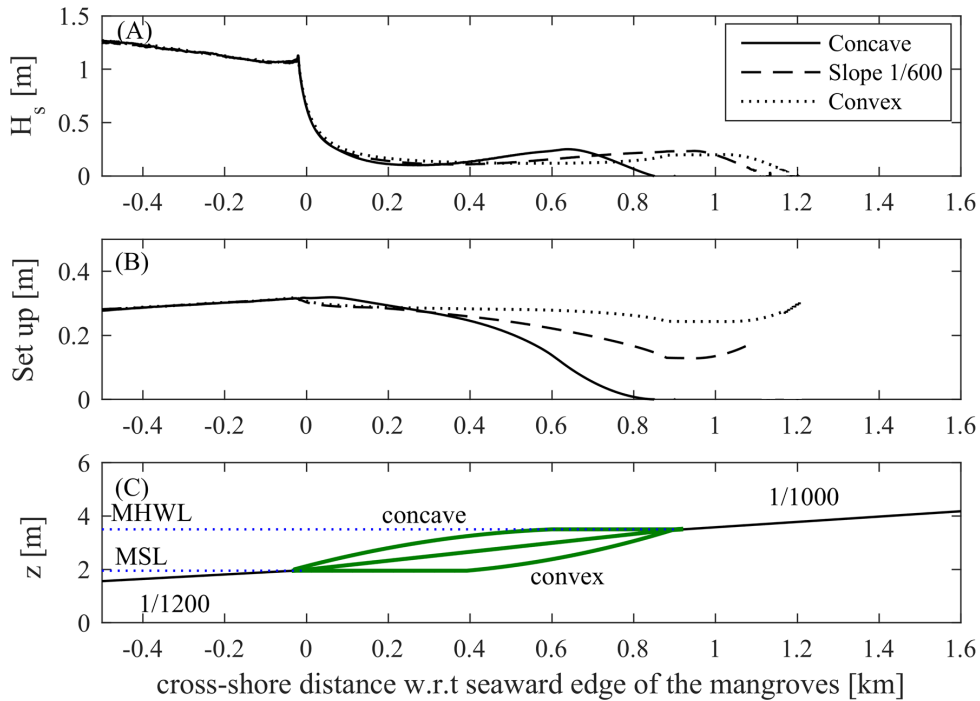 (A)
H_s [m]
1.5
1
0.5
0
Concave
Slope 1/600
Convex
-0.4 -0.2 0 0.2 0.4 0.6 0.8 1 1.2 1.4 1.6
(B)
Set up [m]
0.4
0.2
0
-0.4 -0.2 0 0.2 0.4 0.6 0.8 1 1.2 1.4 1.6
(C)
z [m]
6
4
2
0
MHWL
concave
1/1000
MSL
convex
1/1200
-0.4 -0.2 0 0.2 0.4 0.6 0.8 1 1.2 1.4 1.6
cross-shore distance w.r.t seaward edge of the mangroves [km]